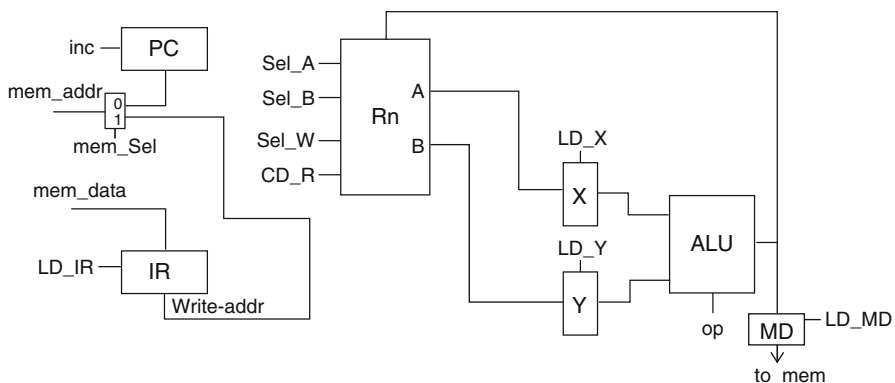 inc
PC
mem_addr
0
1
mem_Sel
mem_data
LD_IR
IR
Write-addr
Sel_A
Sel_B
Sel_W
CD_R
Rn
A
B
LD_X
X
LD_Y
Y
ALU
op
MD
LD_MD
to mem